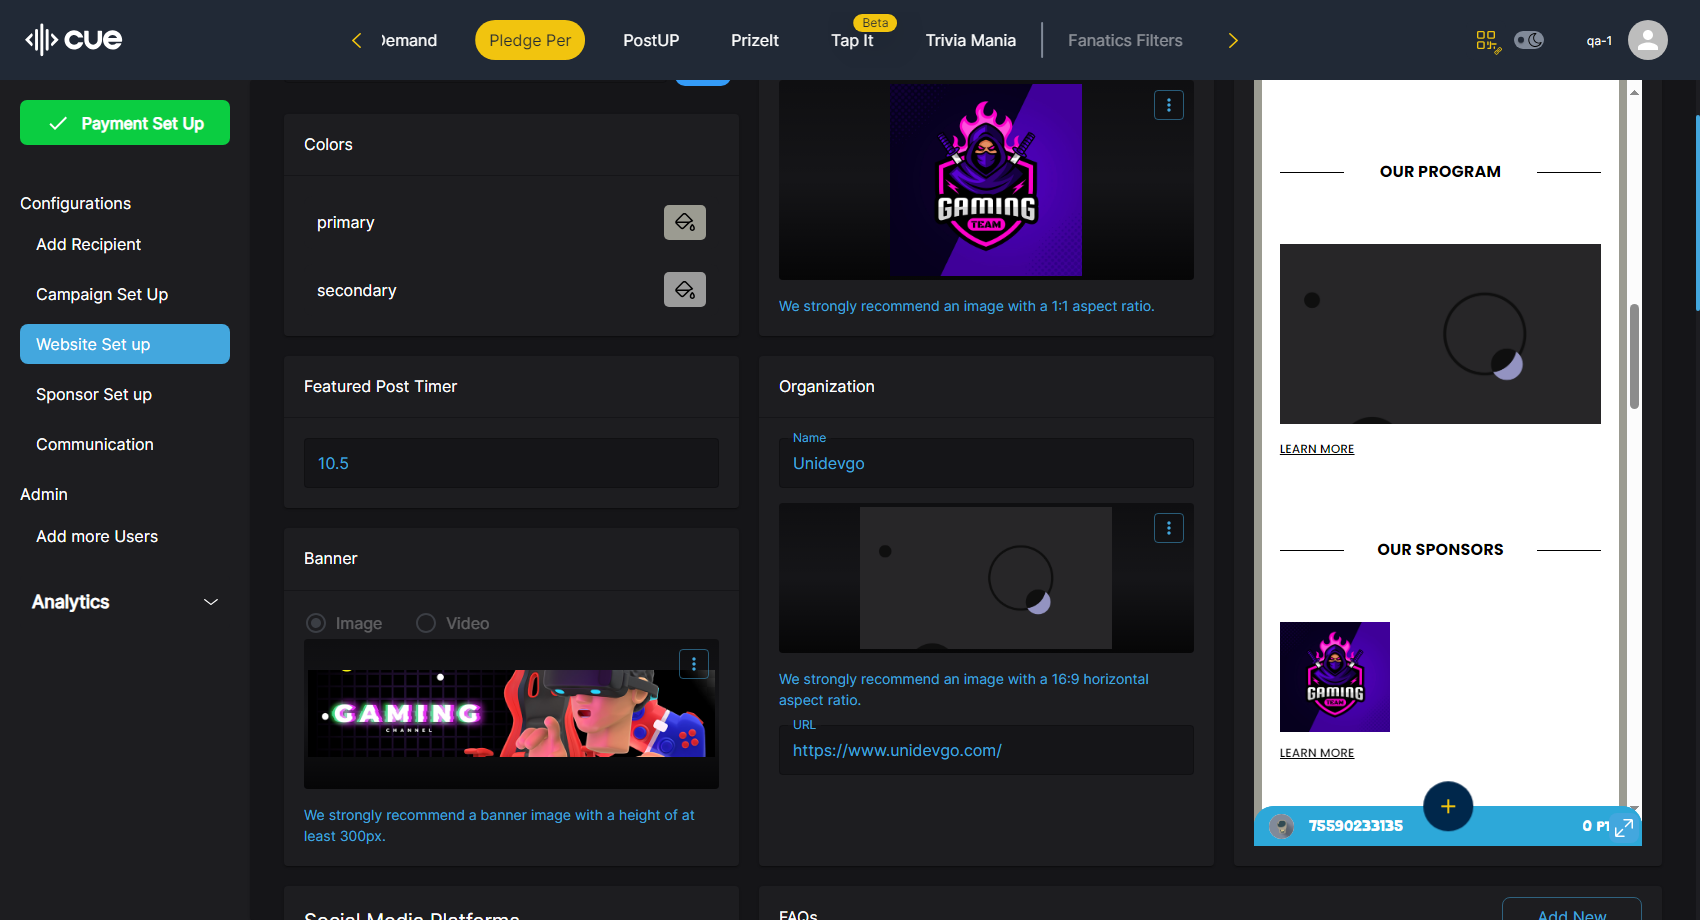 cue
Demand
Pledge Per
PostUP
PrizeIt
Beta
Tap It
Trivia Mania
Fanatics Filters
qa-1
Payment Set Up
Configurations
Add Recipient
Campaign Set Up
Website Set up
Sponsor Set up
Communication
Admin
Add more Users
Analytics
Colors
primary
secondary
Featured Post Timer
10.5
Banner
Image
Video
GAMING
CHANNEL
We strongly recommend a banner image with a height of at
least 300px.
Social Media Platforms
GAMING
TEAM
We strongly recommend an image with a 1:1 aspect ratio.
Organization
Name
Unidevgo
We strongly recommend an image with a 16:9 horizontal
aspect ratio.
URL
https://www.unidevgo.com/
FAQs
Add New
OUR PROGRAM
LEARN MORE
OUR SPONSORS
GAMING
TEAM
LEARN MORE
75590233135
0 PT